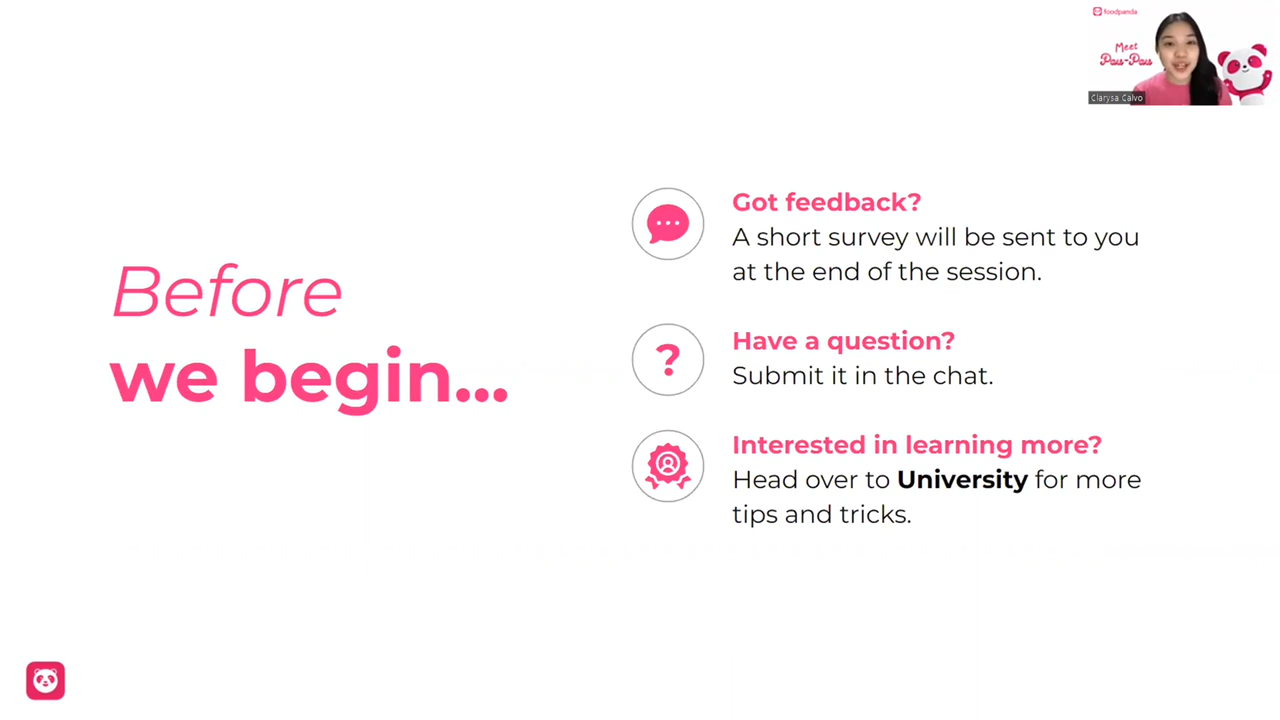 foodpanda
Meet
Pau-Pau
Clarysa Calvo
Before
we begin...
Got feedback?
A short survey will be sent to you
at the end of the session.
?
Have a question?
Submit it in the chat.
Interested in learning more?
Head over to University for more
tips and tricks.